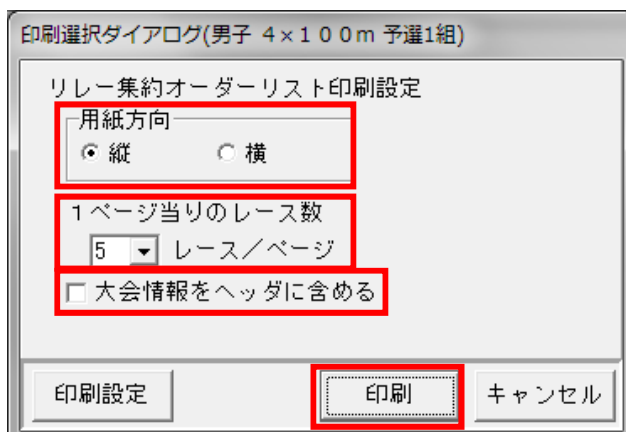 印刷選択ダイアログ(男子 4×100m 予選1組)
リレー集約オーダーリスト印刷設定
用紙方向
縦 横
1ページ当りのレース数
5 レース/ページ
大会情報をヘッダに含める
印刷設定 印刷 キャンセル